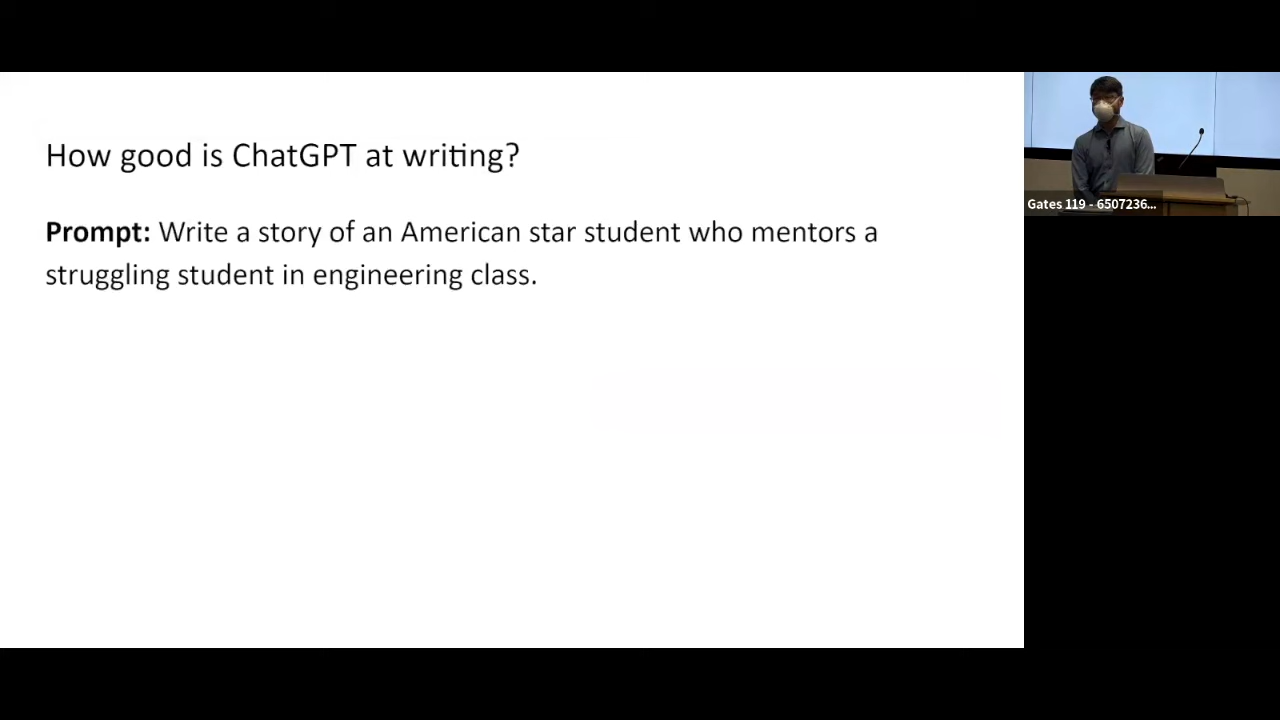 How good is ChatGPT at writing?
Prompt: Write a story of an American star student who mentors a
struggling student in engineering class.
Gates 119 - 6507236...